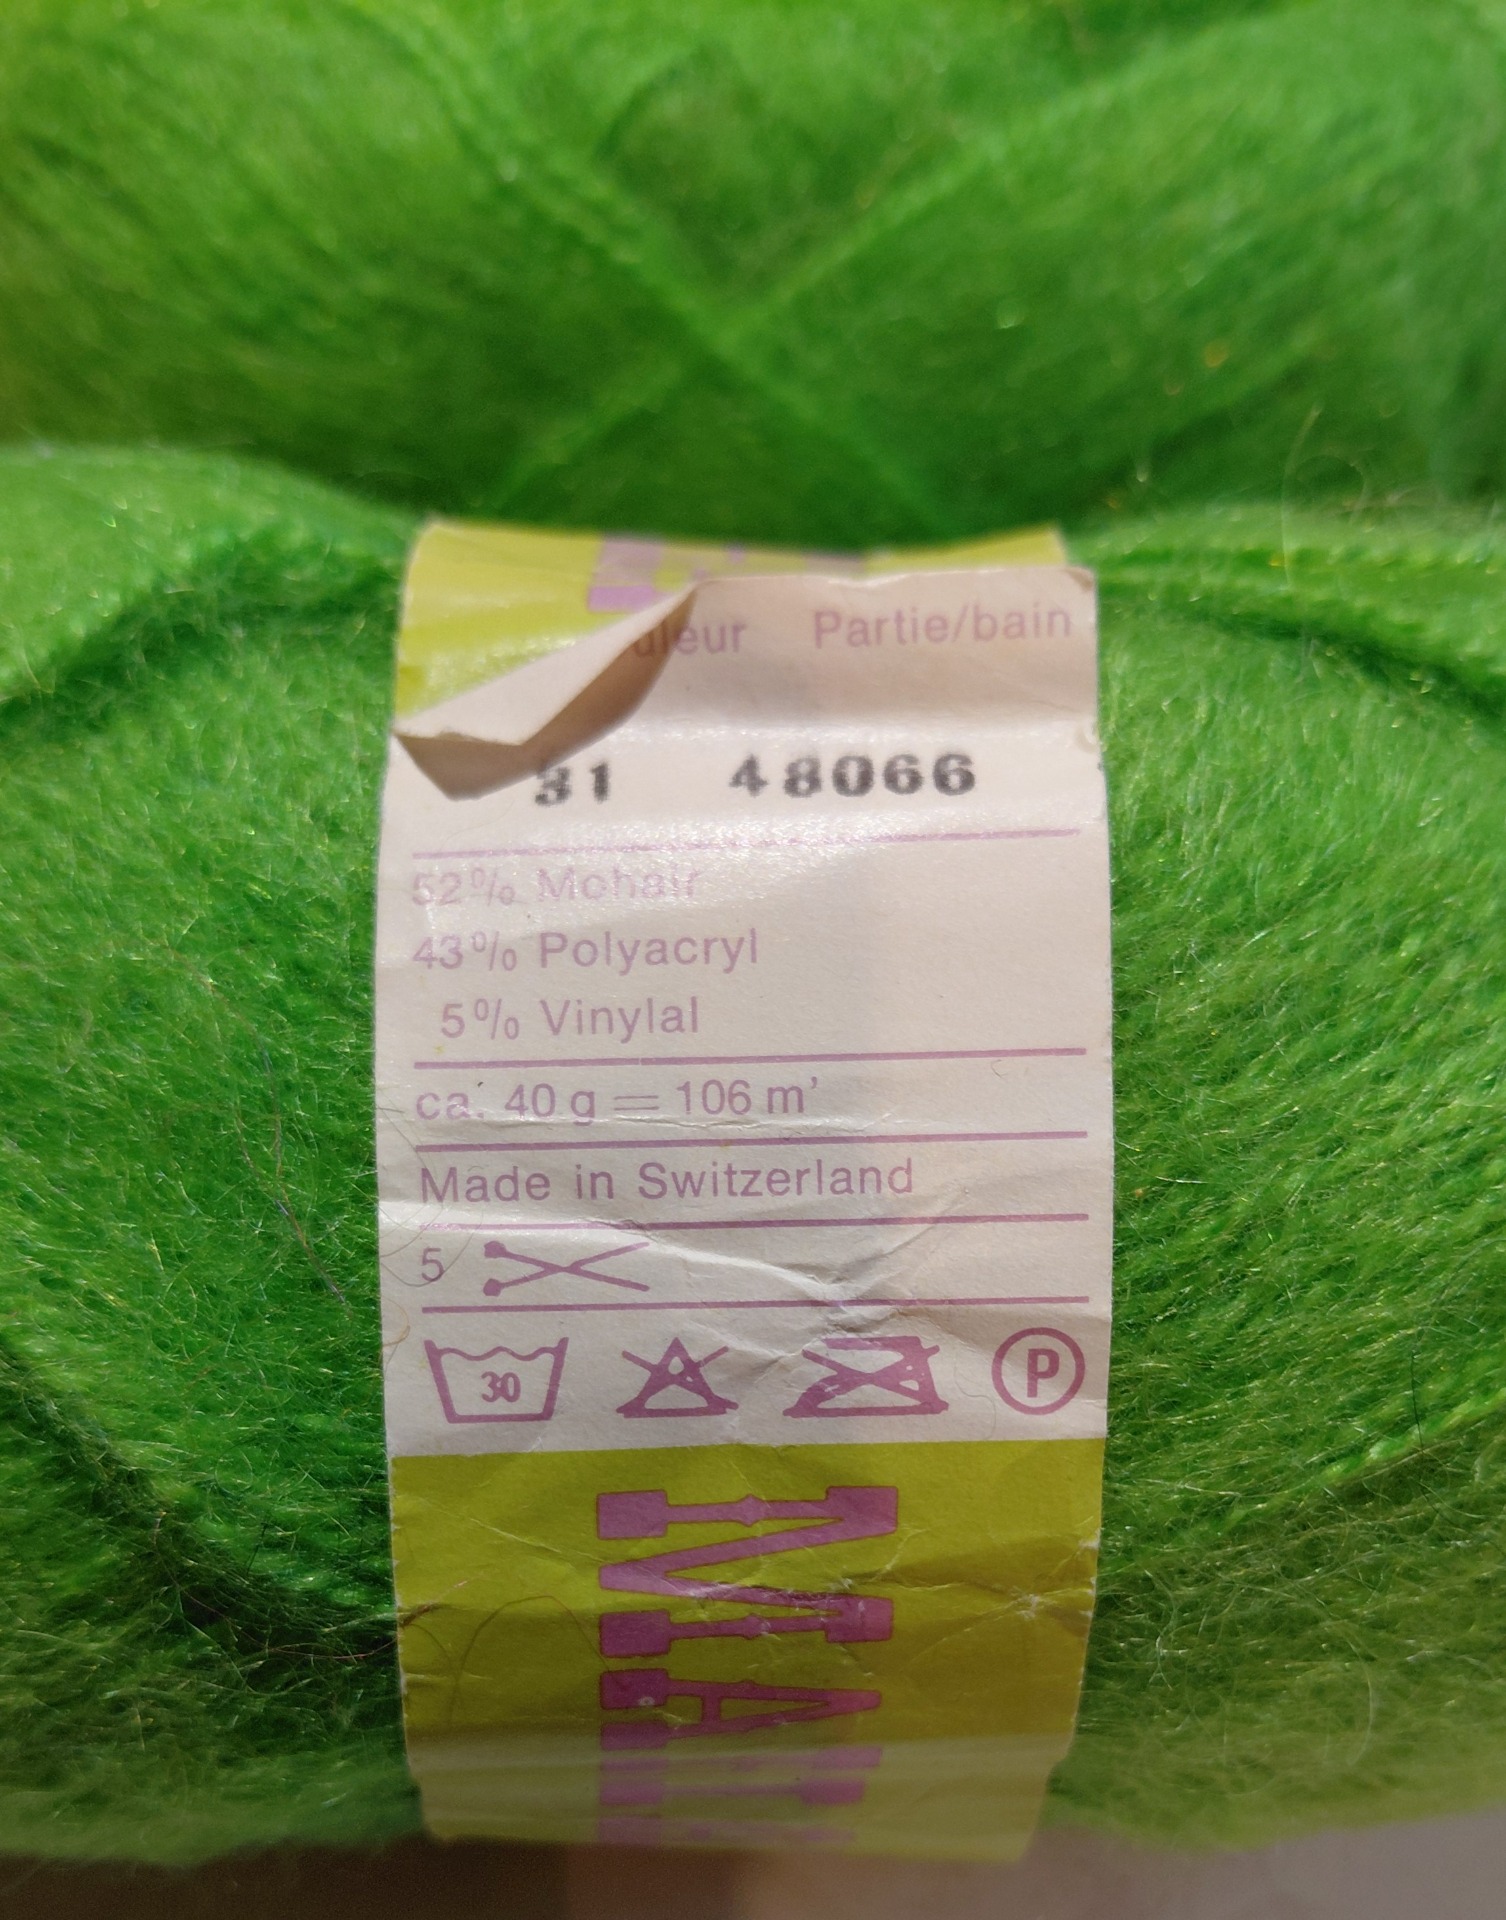 uleur Partie/bain
31 48066
52% Mohair
43% Polyacryl
5% Vinylal
ca. 40 g = 106 m'
Made in Switzerland
5
30
P